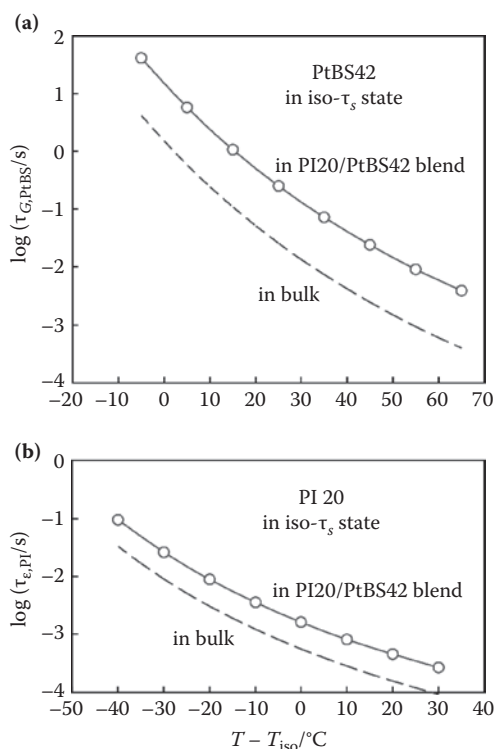 (a)
2
1
0
−1
−2
−3
−4
log (τG,PtBS/s)
PtBS42
in iso-τs state
in PI20/PtBS42 blend
in bulk
−20 −10 0 10 20 30 40 50 60 70
(b)
0
−1
−2
−3
−4
log (τε,PI/s)
PI 20
in iso-τs state
in PI20/PtBS42 blend
in bulk
−50 −40 −30 −20 −10 0 10 20 30 40
T − Tiso/°C